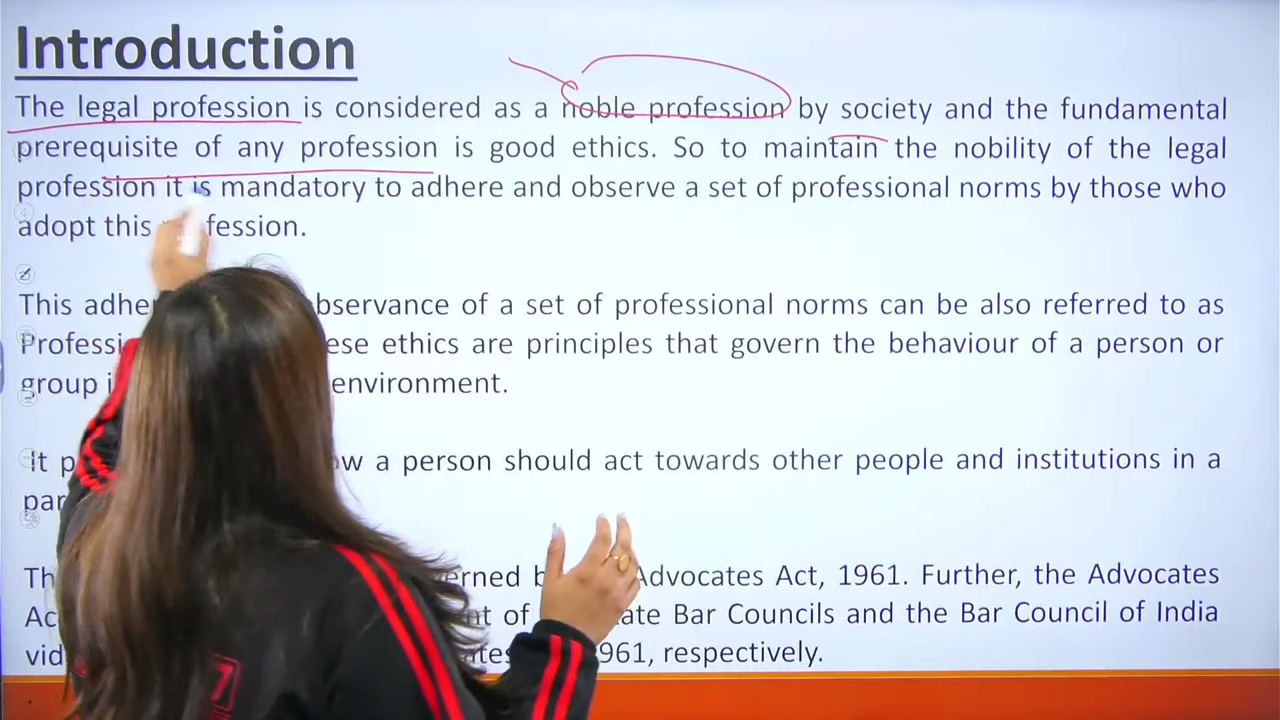 Introduction
The legal profession is considered as a noble profession by society and the fundamental
prerequisite of any profession is good ethics. So to maintain the nobility of the legal
profession it is mandatory to adhere and observe a set of professional norms by those who
adopt this fession.
This adhe bservance of a set of professional norms can be also referred to as
Professi ese ethics are principles that govern the behaviour of a person or
group i environment.
It p ow a person should act towards other people and institutions in a
par
Th erned b Advocates Act, 1961. Further, the Advocates
Ac nt of ate Bar Councils and the Bar Council of India
vid ates 961, respectively.
7